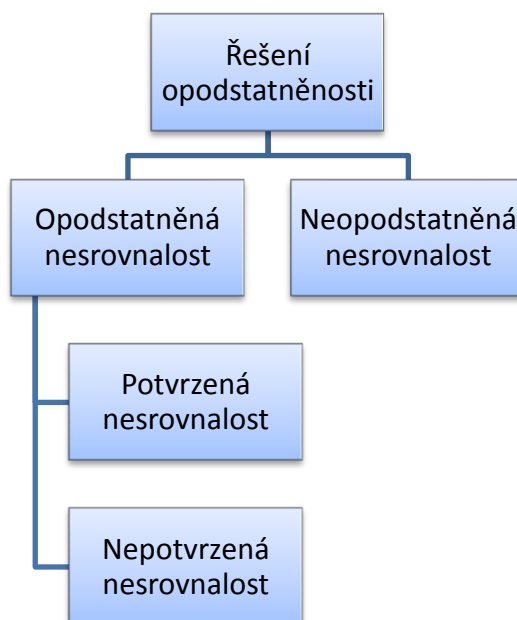 Řešení
opodstatněnosti
Opodstatněná
nesrovnalost
Neopodstatněná
nesrovnalost
Potvrzená
nesrovnalost
Nepotvrzená
nesrovnalost